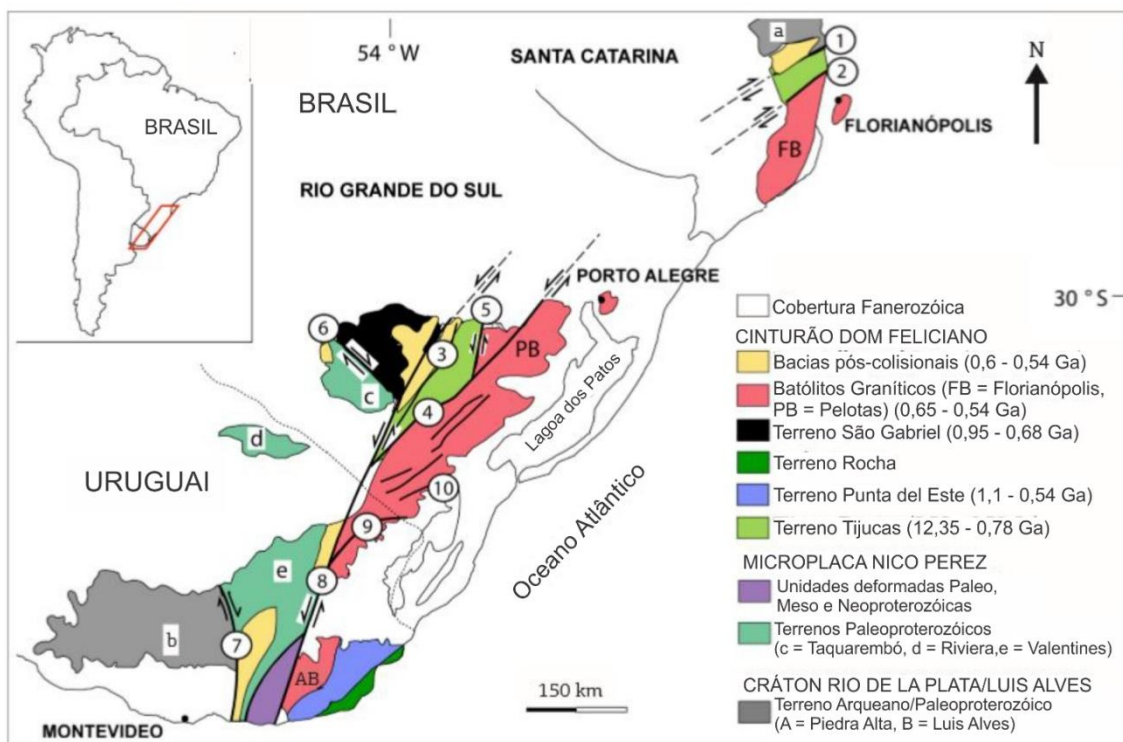 BRASIL
54 ° W
BRASIL
SANTA CATARINA
a
1
2
N
FLORIANÓPOLIS
FB
RIO GRANDE DO SUL
PORTO ALEGRE
30 ° S
6
5
3
PB
c
4
Lagoa dos Patos
d
URUGUAI
10
9
Oceano Atlântico
e
8
b
7
AB
150 km
MONTEVIDEO
Cobertura Fanerozóica
CINTURÃO DOM FELICIANO
Bacias pós-colisionais (0,6 - 0,54 Ga)
Batólitos Graníticos (FB = Florianópolis,
PB = Pelotas) (0,65 - 0,54 Ga)
Terreno São Gabriel (0,95 - 0,68 Ga)
Terreno Rocha
Terreno Punta del Este (1,1 - 0,54 Ga)
Terreno Tijucas (12,35 - 0,78 Ga)
MICROPLACA NICO PEREZ
Unidades deformadas Paleo,
Meso e Neoproterozóicas
Terrenos Paleoproterozóicos
(c = Taquarembó, d = Riviera,e = Valentines)
CRÁTON RIO DE LA PLATA/LUIS ALVES
Terreno Arqueano/Paleoproterozóico
(A = Piedra Alta, B = Luis Alves)